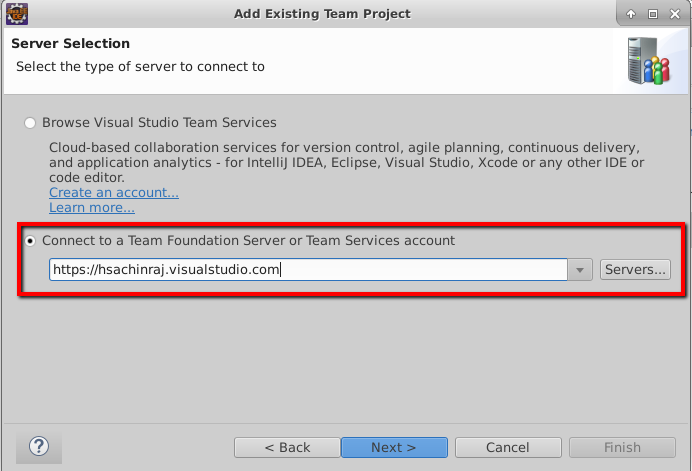 Add Existing Team Project
Server Selection
Select the type of server to connect to
Browse Visual Studio Team Services
Cloud-based collaboration services for version control, agile planning, continuous delivery,
and application analytics - for IntelliJ IDEA, Eclipse, Visual Studio, Xcode or any other IDE or
code editor.
Create an account...
Learn more...
Connect to a Team Foundation Server or Team Services account
https://hsachinraj.visualstudio.com
Servers...
?
< Back
Next >
Cancel
Finish